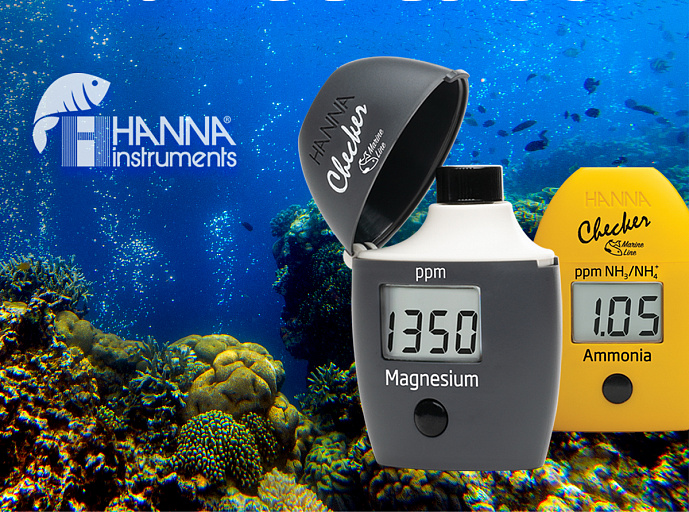 HANNA®
instruments
HANNA
Checker
Marine
Line
ppm
1350
Magnesium
HANNA
Checker
Marine
Line
ppm NH₃/NH₄⁺
1.05
Ammonia